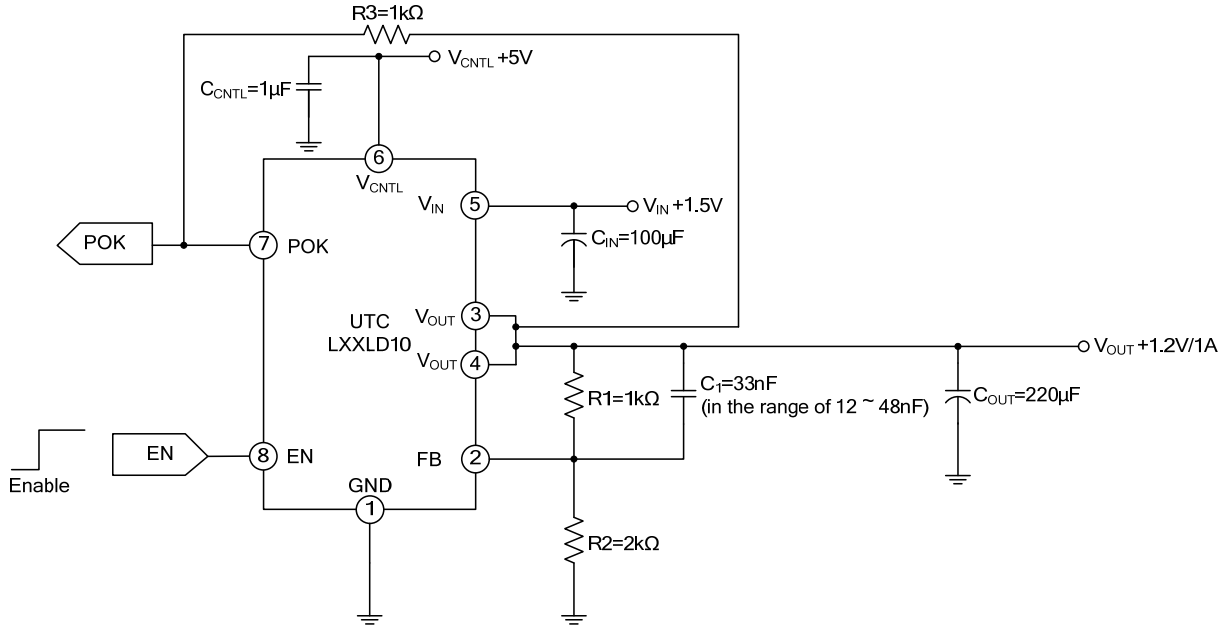 R3=1kΩ
VCNTL +5V
CCNTL=1µF
6
VCNTL
VIN
5
VIN +1.5V
CIN=100µF
POK
7
POK
VOUT
3
UTC
LXXLD10
VOUT
4
VOUT +1.2V/1A
R1=1kΩ
C1=33nF
(in the range of 12 ~ 48nF)
COUT=220µF
Enable
EN
8
EN
FB
2
GND
1
R2=2kΩ